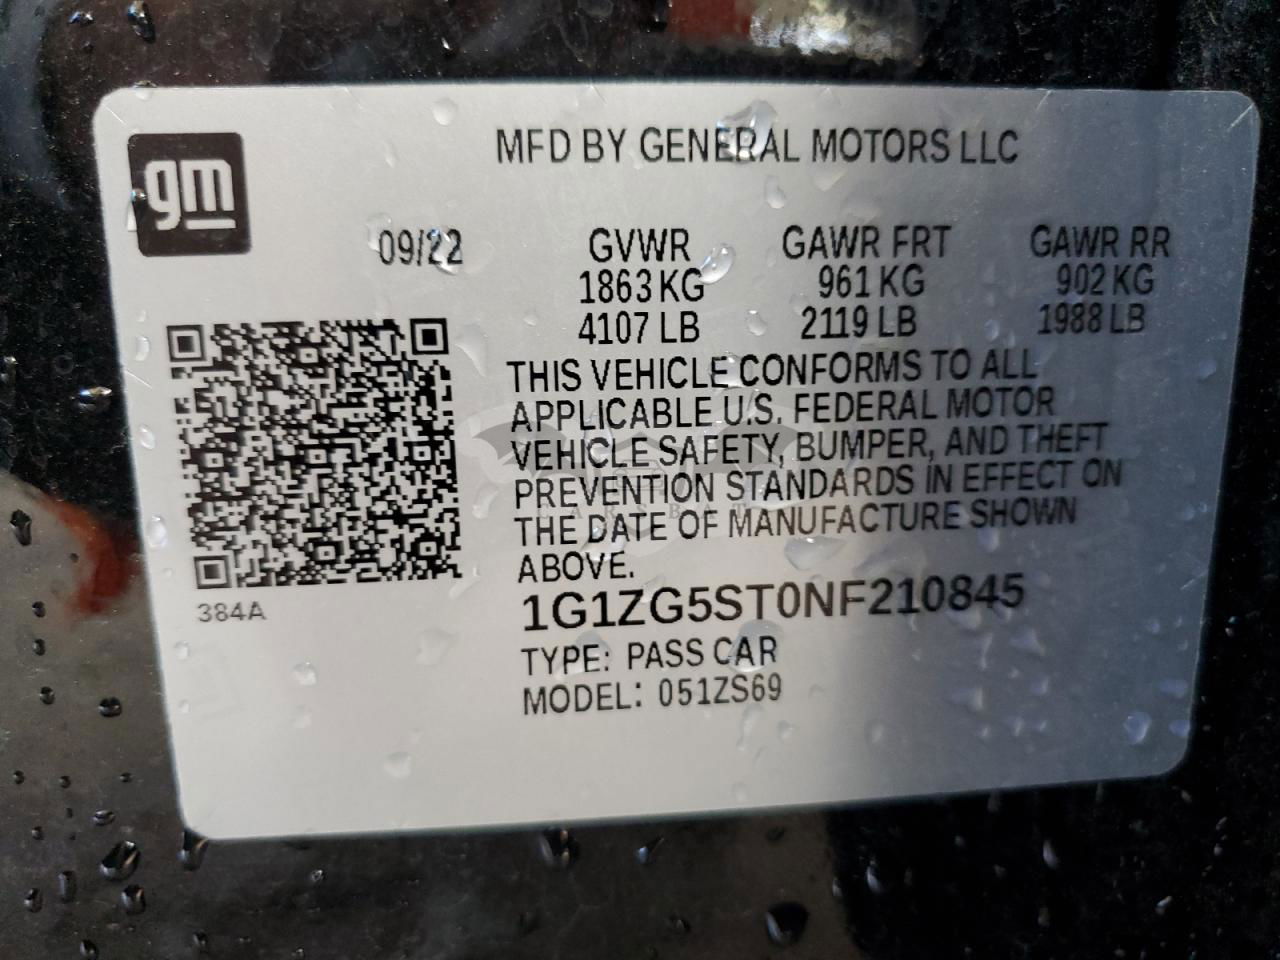 gm
MFD BY GENERAL MOTORS LLC
09/22 GVWR GAWR FRT GAWR RR
1863 KG 961 KG 902 KG
4107 LB 2119 LB 1988 LB
THIS VEHICLE CONFORMS TO ALL
APPLICABLE U.S. FEDERAL MOTOR
VEHICLE SAFETY, BUMPER, AND THEFT
PREVENTION STANDARDS IN EFFECT ON
THE DATE OF MANUFACTURE SHOWN
ABOVE.
384A
1G1ZG5ST0NF210845
TYPE: PASS CAR
MODEL: 051ZS69